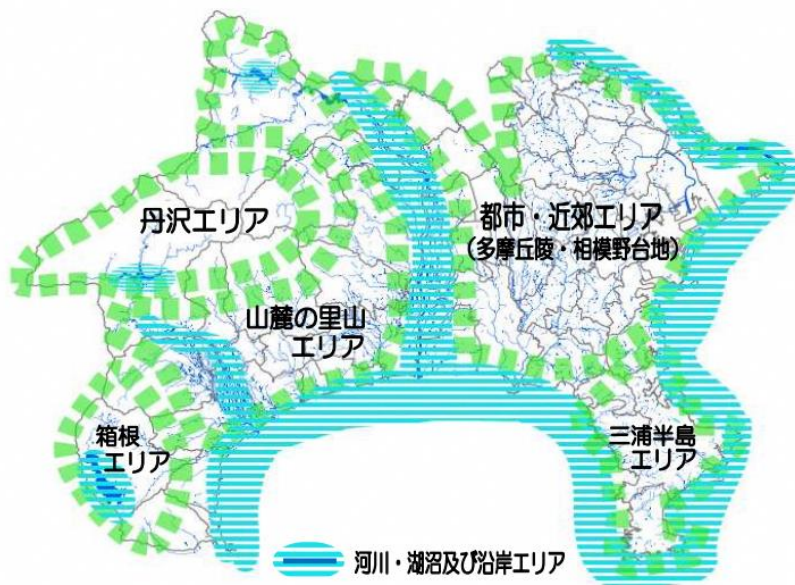 丹沢エリア
都市・近郊エリア
(多摩丘陵・相模野台地)
山麓の里山
エリア
箱根
エリア
三浦半島
エリア
河川・湖沼及び沿岸エリア